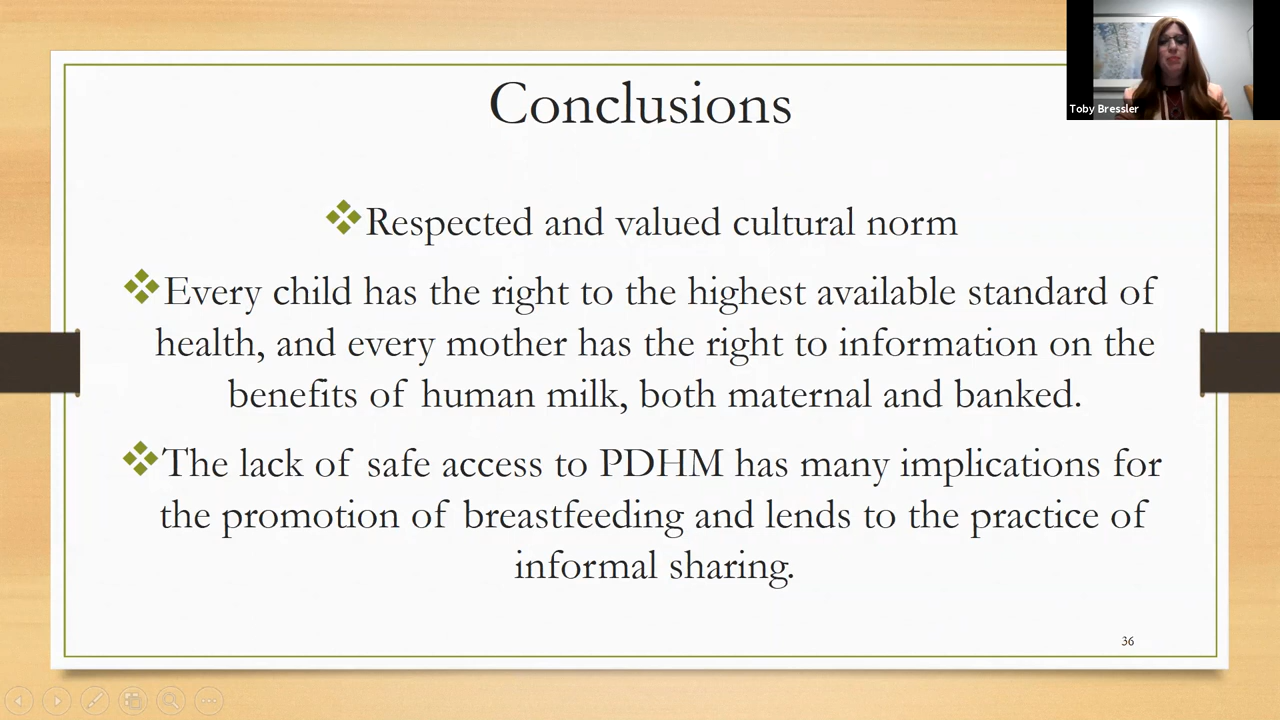 Toby Bressler
Conclusions
Respected and valued cultural norm
Every child has the right to the highest available standard of
health, and every mother has the right to information on the
benefits of human milk, both maternal and banked.
The lack of safe access to PDHM has many implications for
the promotion of breastfeeding and lends to the practice of
informal sharing.
36